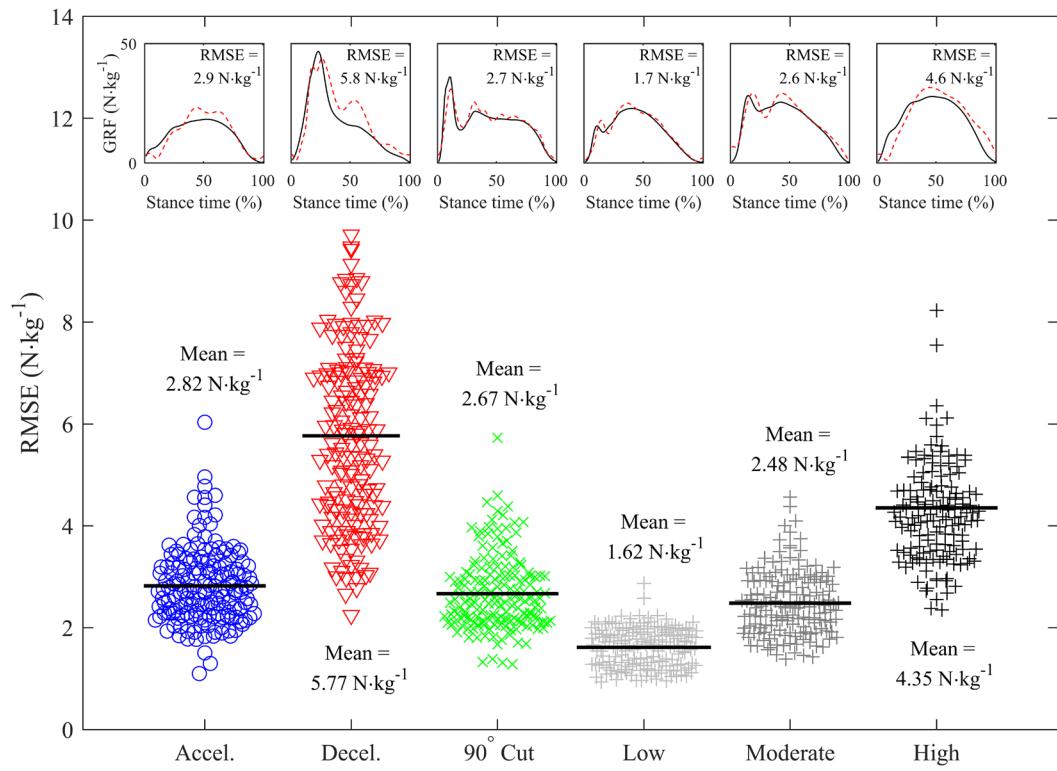 14
12
10
8
6
4
2
0
RMSE (N·kg-1)
50
0
GRF (N·kg-1)
RMSE =
2.9 N·kg-1
0 50 100
Stance time (%)
RMSE =
5.8 N·kg-1
0 50 100
Stance time (%)
RMSE =
2.7 N·kg-1
0 50 100
Stance time (%)
RMSE =
1.7 N·kg-1
0 50 100
Stance time (%)
RMSE =
2.6 N·kg-1
0 50 100
Stance time (%)
RMSE =
4.6 N·kg-1
0 50 100
Stance time (%)
Mean =
2.82 N·kg-1
Mean =
5.77 N·kg-1
Mean =
2.67 N·kg-1
Mean =
1.62 N·kg-1
Mean =
2.48 N·kg-1
Mean =
4.35 N·kg-1
Accel. Decel. 90° Cut Low Moderate High